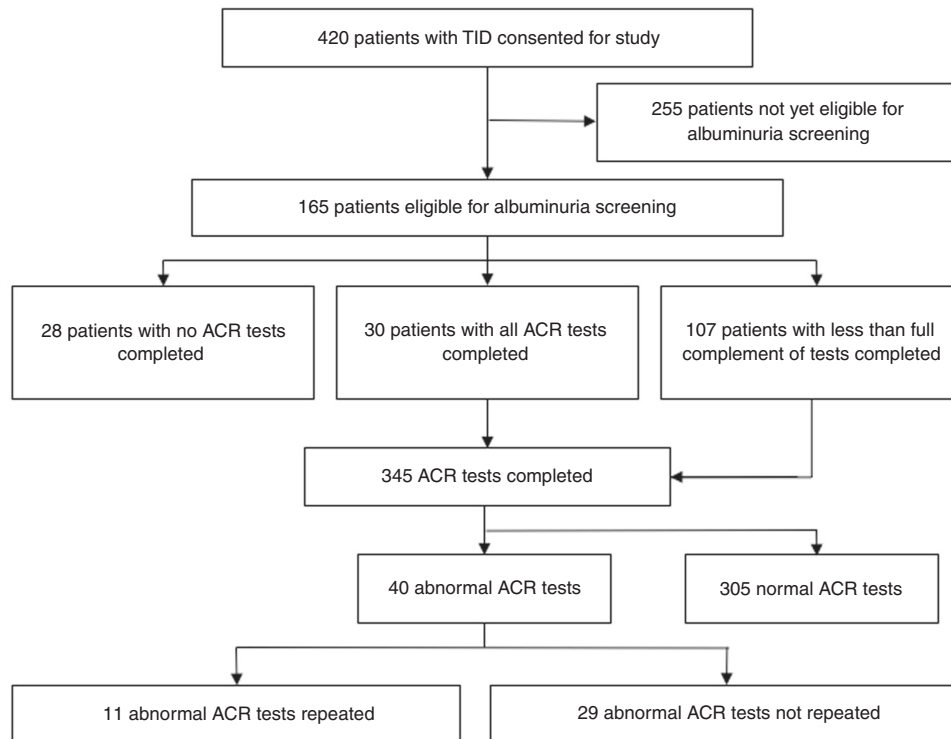 420 patients with TID consented for study
255 patients not yet eligible for
albuminuria screening
165 patients eligible for albuminuria screening
28 patients with no ACR tests
completed
30 patients with all ACR tests
completed
107 patients with less than full
complement of tests completed
345 ACR tests completed
40 abnormal ACR tests
305 normal ACR tests
11 abnormal ACR tests repeated
29 abnormal ACR tests not repeated